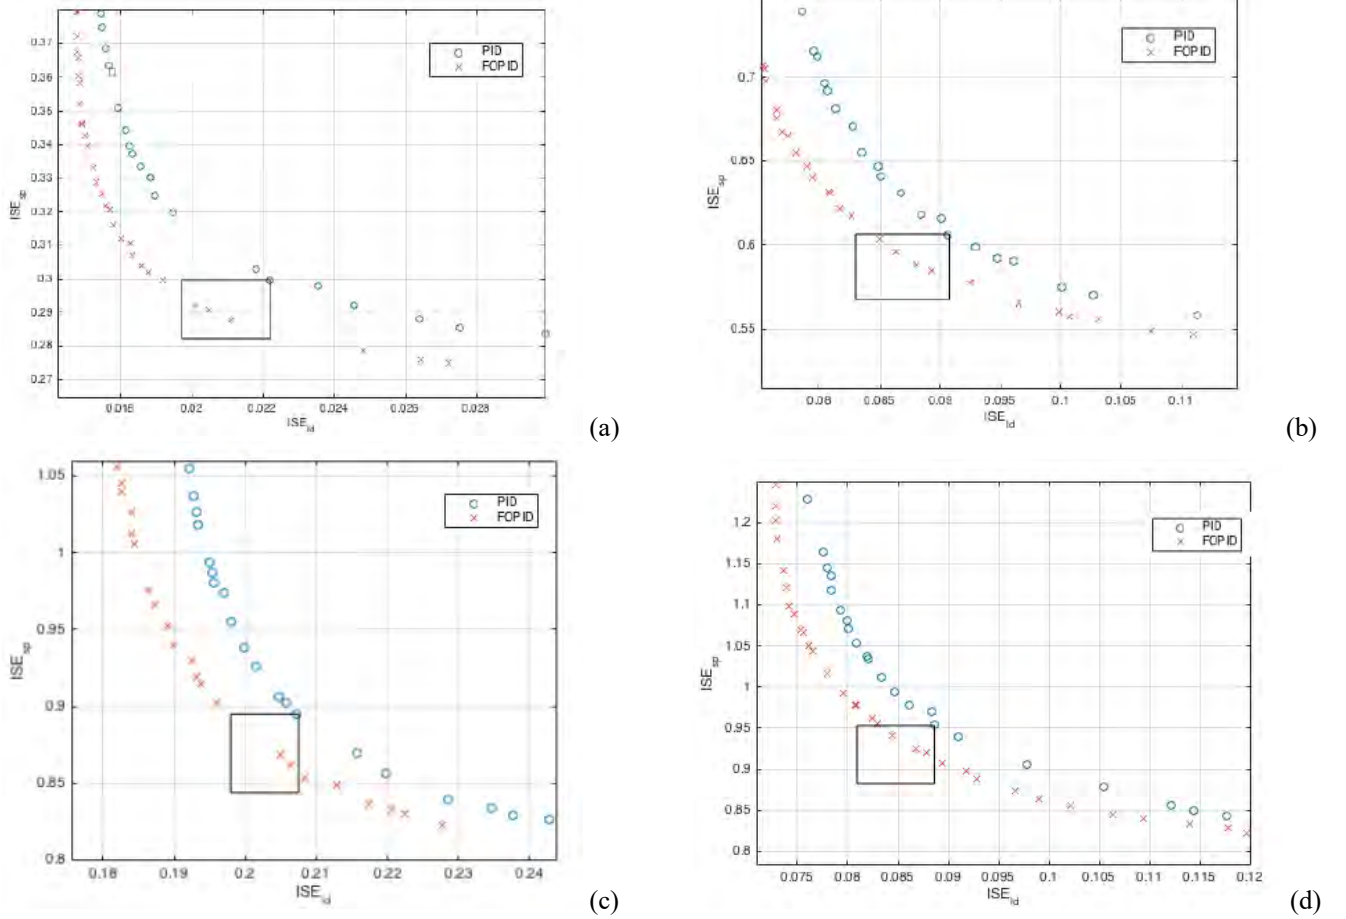 0.37
0.36
0.35
0.34
0.33
0.32
0.31
0.3
0.29
0.28
0.27
ISE_sp
PID
FOPID
0.018 0.02 0.022 0.024 0.026 0.028
ISE_ld
(a)
0.7
0.65
0.6
0.55
ISE_sp
PID
FOPID
0.08 0.085 0.09 0.095 0.1 0.105 0.11
ISE_ld
(b)
1.05
1
0.95
0.9
0.85
0.8
ISE_sp
PID
FOPID
0.18 0.19 0.2 0.21 0.22 0.23 0.24
ISE_ld
(c)
1.2
1.15
1.1
1.05
1
0.95
0.9
0.85
0.8
ISE_sp
PID
FOPID
0.075 0.08 0.085 0.09 0.095 0.1 0.105 0.11 0.115 0.12
ISE_ld
(d)